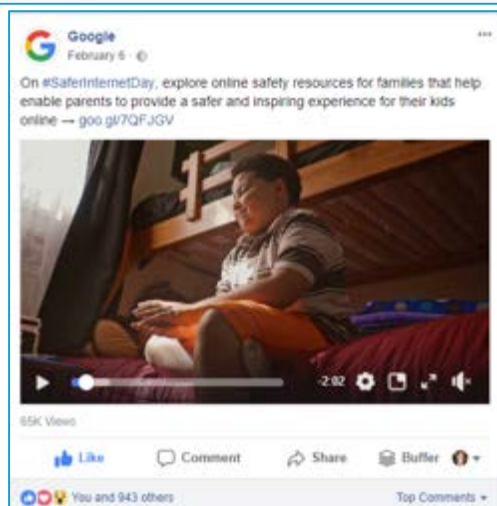 Google
February 6
On #SaferInternetDay, explore online safety resources for families that help
enable parents to provide a safer and inspiring experience for their kids
online → goo.gl/7QFJGV
-2:02
65K Views
Like Comment Share Buffer
You and 943 others Top Comments